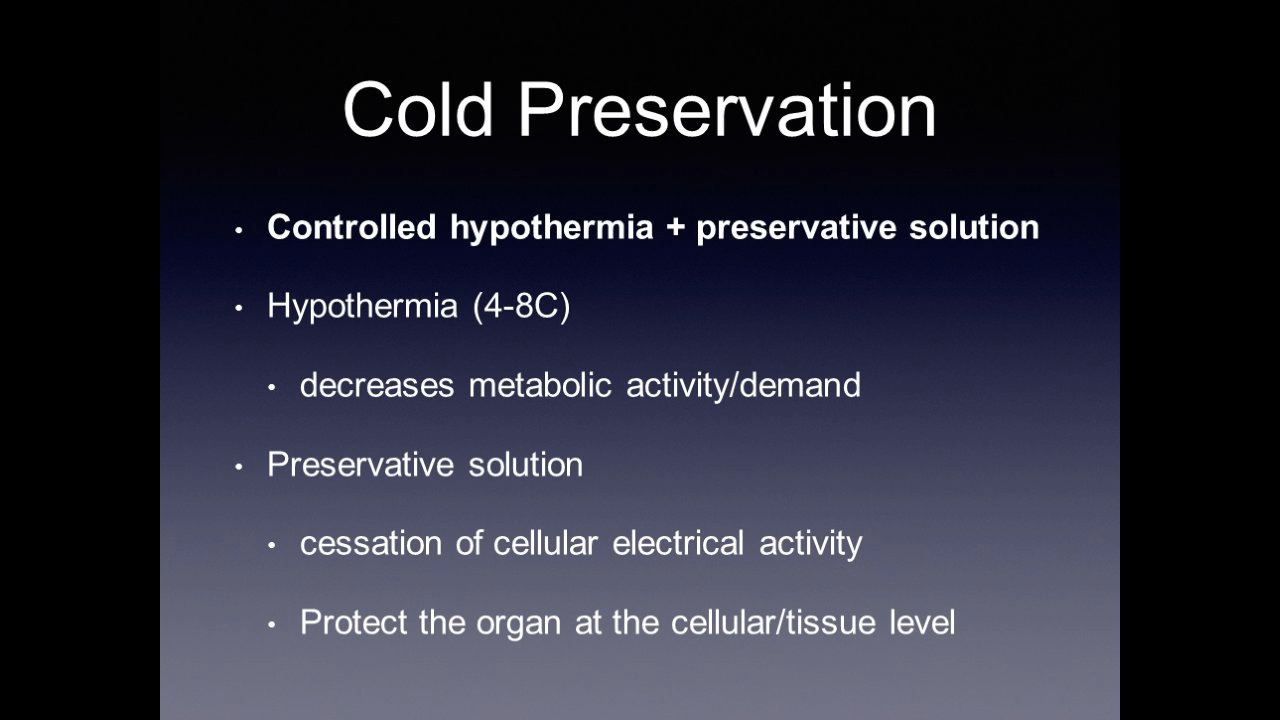 Cold Preservation
• Controlled hypothermia + preservative solution
• Hypothermia (4-8C)
• decreases metabolic activity/demand
• Preservative solution
• cessation of cellular electrical activity
• Protect the organ at the cellular/tissue level